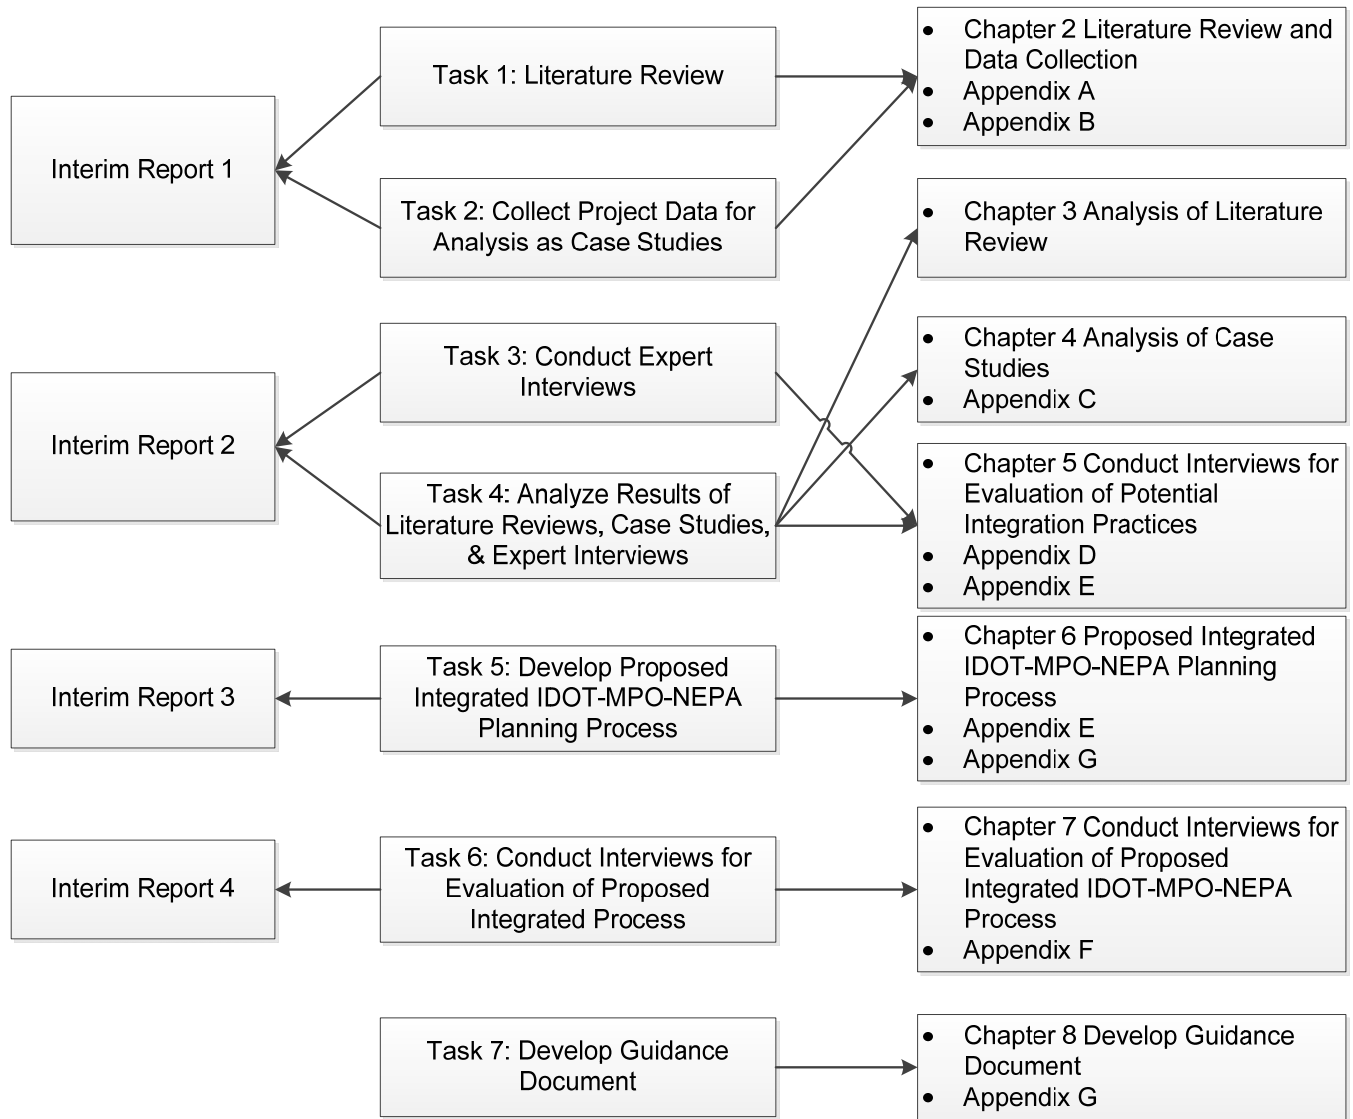 Interim Report 1
Task 1: Literature Review
Task 2: Collect Project Data for
Analysis as Case Studies
• Chapter 2 Literature Review and
Data Collection
• Appendix A
• Appendix B
• Chapter 3 Analysis of Literature
Review
Interim Report 2
Task 3: Conduct Expert
Interviews
Task 4: Analyze Results of
Literature Reviews, Case Studies,
& Expert Interviews
• Chapter 4 Analysis of Case
Studies
• Appendix C
• Chapter 5 Conduct Interviews for
Evaluation of Potential
Integration Practices
• Appendix D
• Appendix E
Interim Report 3
Task 5: Develop Proposed
Integrated IDOT-MPO-NEPA
Planning Process
• Chapter 6 Proposed Integrated
IDOT-MPO-NEPA Planning
Process
• Appendix E
• Appendix G
Interim Report 4
Task 6: Conduct Interviews for
Evaluation of Proposed
Integrated Process
• Chapter 7 Conduct Interviews for
Evaluation of Proposed
Integrated IDOT-MPO-NEPA
Process
• Appendix F
Task 7: Develop Guidance
Document
• Chapter 8 Develop Guidance
Document
• Appendix G